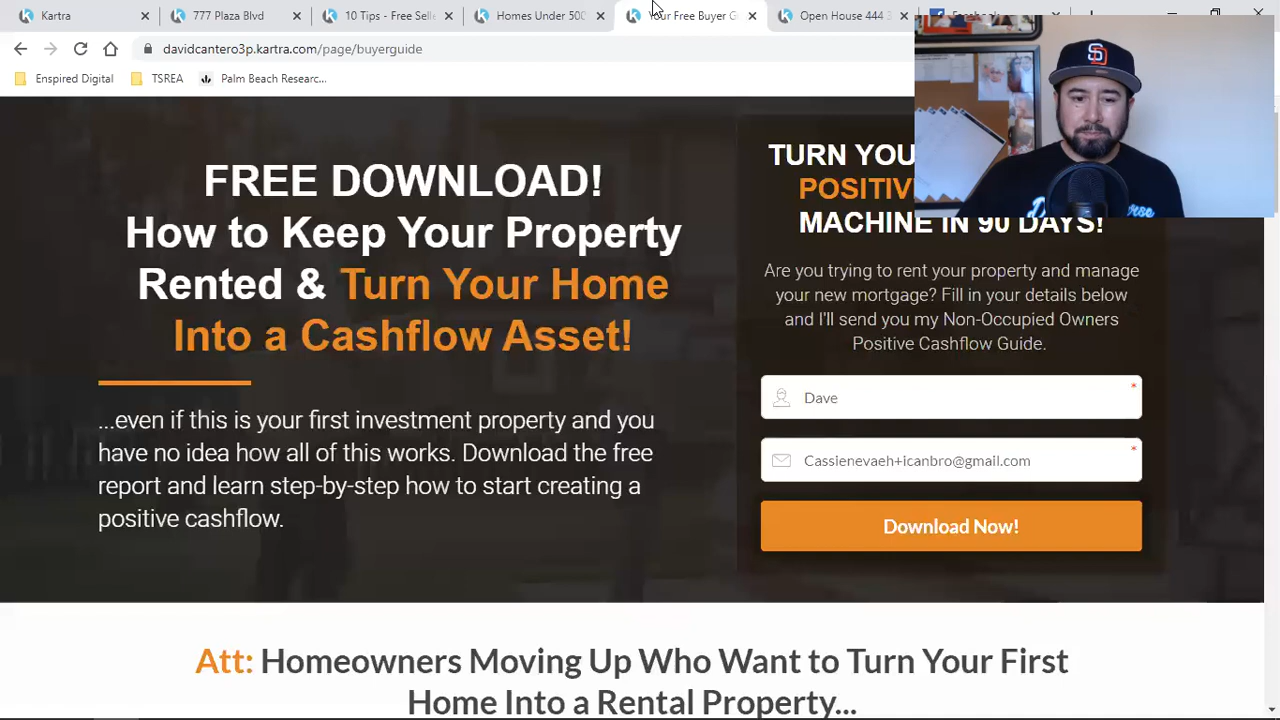 Kartra
777 Plaza Blvd
10 Tips - Free Selle
Homes Under 500
Your Free Buyer G
Open House 444 3
davidcantero3p.kartra.com/page/buyerguide
Enspired Digital
TSREA
Palm Beach Researc...
SD
FREE DOWNLOAD!
How to Keep Your Property
Rented & Turn Your Home
Into a Cashflow Asset!
...even if this is your first investment property and you
have no idea how all of this works. Download the free
report and learn step-by-step how to start creating a
positive cashflow.
TURN YOU
POSITIV
MACHINE IN 90 DAYS!
Are you trying to rent your property and manage
your new mortgage? Fill in your details below
and I'll send you my Non-Occupied Owners
Positive Cashflow Guide.
Dave
Cassienevaeh+icanbro@gmail.com
Download Now!
Att: Homeowners Moving Up Who Want to Turn Your First
Home Into a Rental Property...